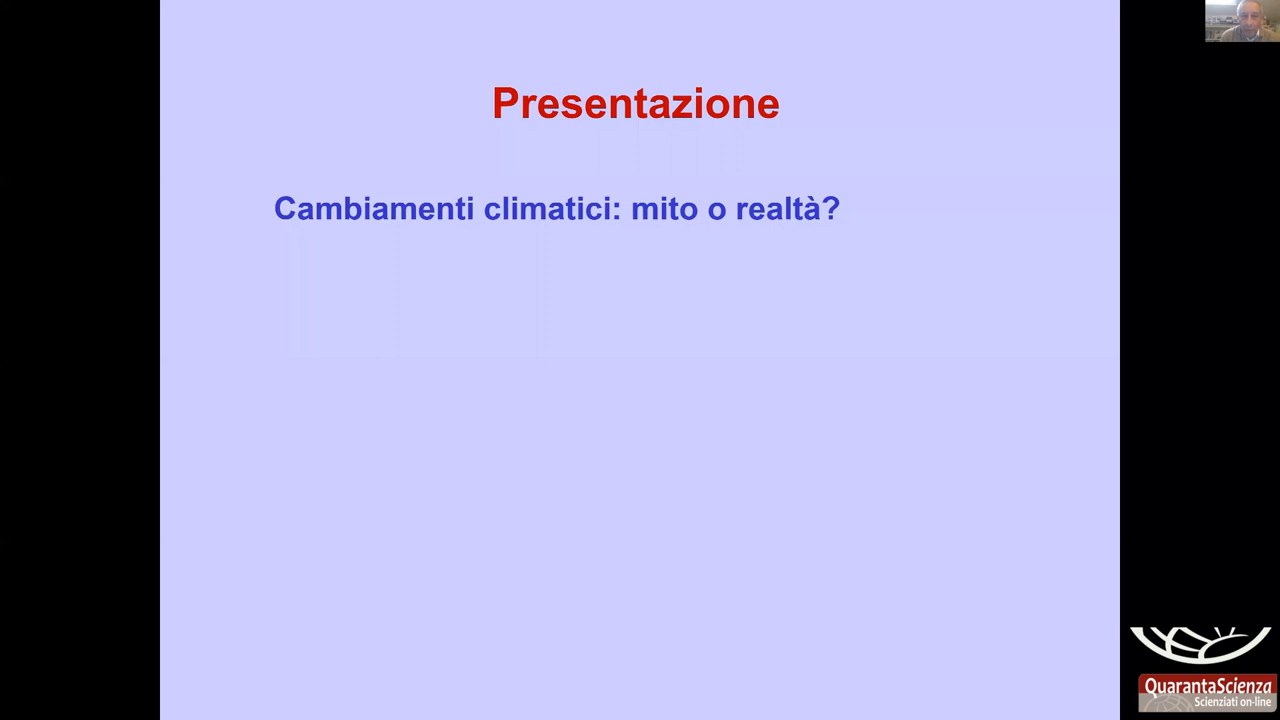 Presentazione
Cambiamenti climatici: mito o realtà?
QuarantaScienza
Scienziati on-line